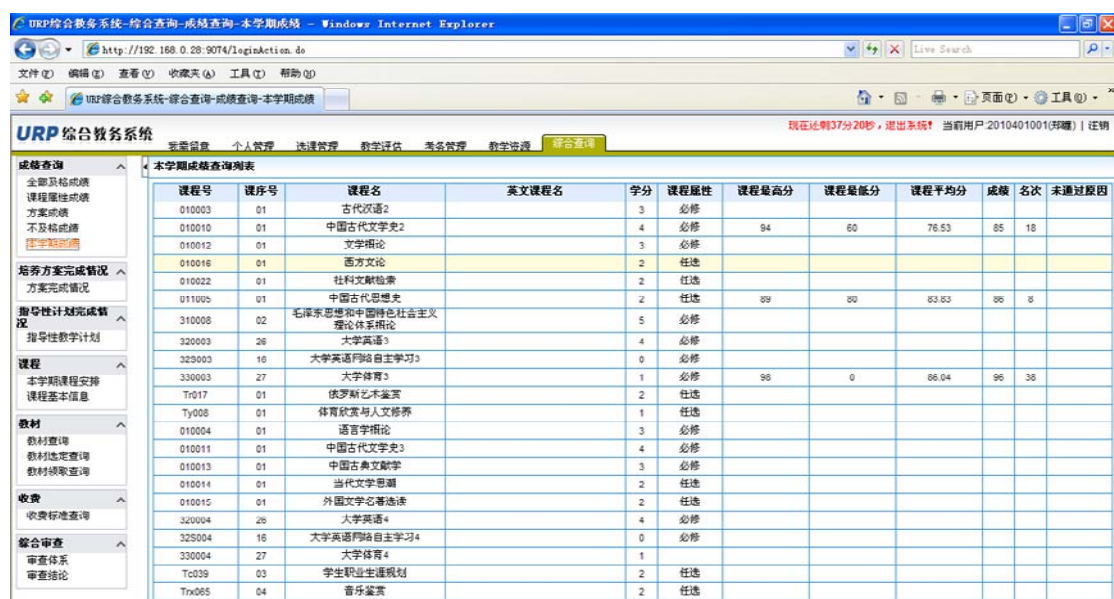 URP综合教务系统-综合查询-成绩查询-本学期成绩 - Windows Internet Explorer
http://192.168.0.28:9074/loginAction.do
Live Search
文件(F) 编辑(E) 查看(V) 收藏夹(A) 工具(T) 帮助(H)
URP综合教务系统-综合查询-成绩查询-本学期成绩
页面(P) 工具(O)
URP 综合教务系统
现在还剩37分20秒，退出系统! 当前用户:2010401001 | 注销
我要留言 个人管理 选课管理 教学评估 考务管理 教学资源 综合查询
成绩查询
全部及格成绩
课程属性成绩
方案成绩
不及格成绩
本学期成绩
培养方案完成情况
方案完成情况
指导性计划完成情况
指导性教学计划
课程
本学期课程安排
课程基本信息
教材
教材查询
教材选定查询
教材领取查询
收费
收费标准查询
综合审查
审查体系
审查结论
本学期成绩查询列表
课程号 课序号 课程名 英文课程名 学分 课程属性 课程最高分 课程最低分 课程平均分 成绩 名次 未通过原因
010003 01 古代汉语2 3 必修
010010 01 中国古代文学史2 4 必修 94 60 76.53 85 18
010012 01 文学概论 3 必修
010016 01 西方文论 2 任选
010022 01 社科文献检索 2 任选
011005 01 中国古代思想史 2 任选 89 80 83.83 86 8
310008 02 毛泽东思想和中国特色社会主义理论体系概论 5 必修
320003 26 大学英语3 4 必修
32S003 16 大学英语网络自主学习3 0 必修
330003 27 大学体育3 1 必修 98 0 86.04 96 38
Tr017 01 俄罗斯艺术鉴赏 2 任选
Ty008 01 体育欣赏与人文修养 1 任选
010004 01 语言学概论 3 必修
010011 01 中国古代文学史3 4 必修
010013 01 中国古典文献学 3 必修
010014 01 当代文学思潮 2 任选
010015 01 外国文学名著选读 2 任选
320004 26 大学英语4 4 必修
32S004 16 大学英语网络自主学习4 0 必修
330004 27 大学体育4 1
Tc039 03 学生职业生涯规划 2 任选
Trx065 04 音乐鉴赏 2 任选